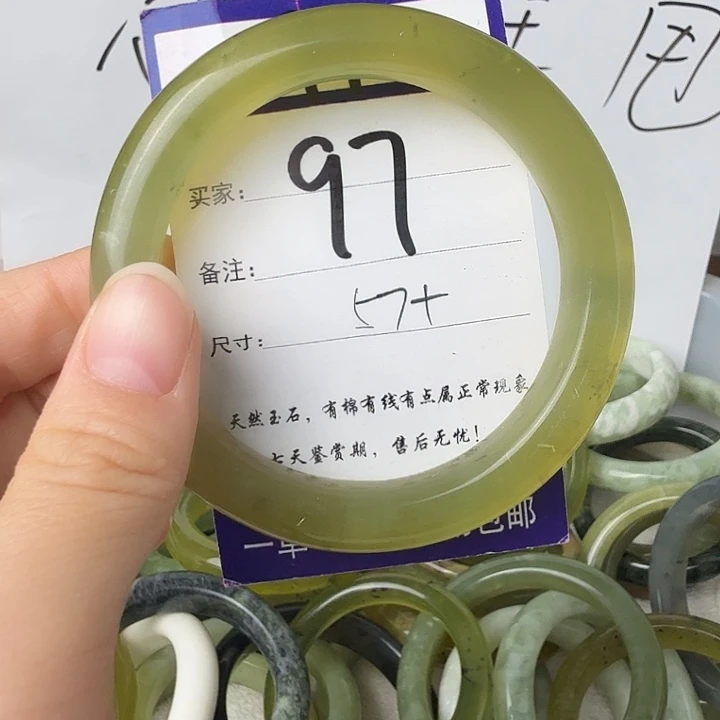 甩
买家: 97
备注:
尺寸: 57+
天然玉石，有棉有线有点属正常现象
七天鉴赏期，售后无忧!